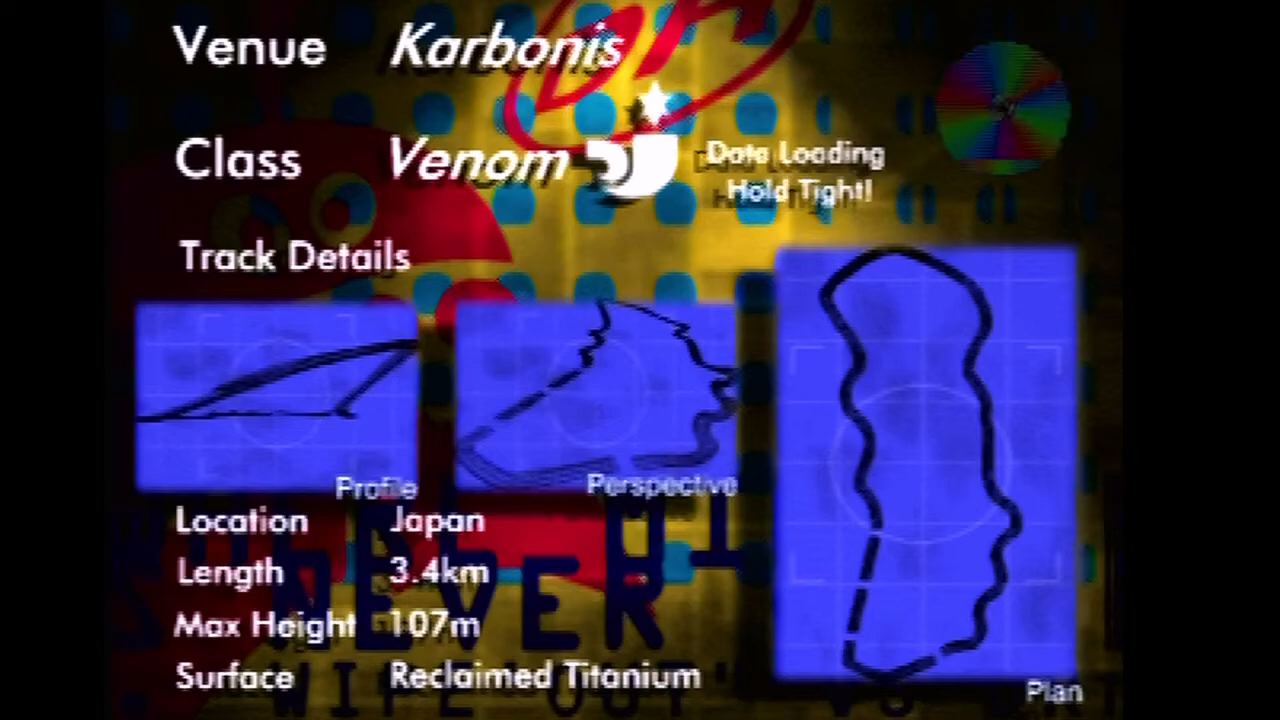 Venue Karbonis
Class Venom
Data Loading
Hold Tight!
Track Details
Profile
Perspective
Plan
Location Japan
Length 3.4km
Max Height 107m
Surface Reclaimed Titanium
NEVER